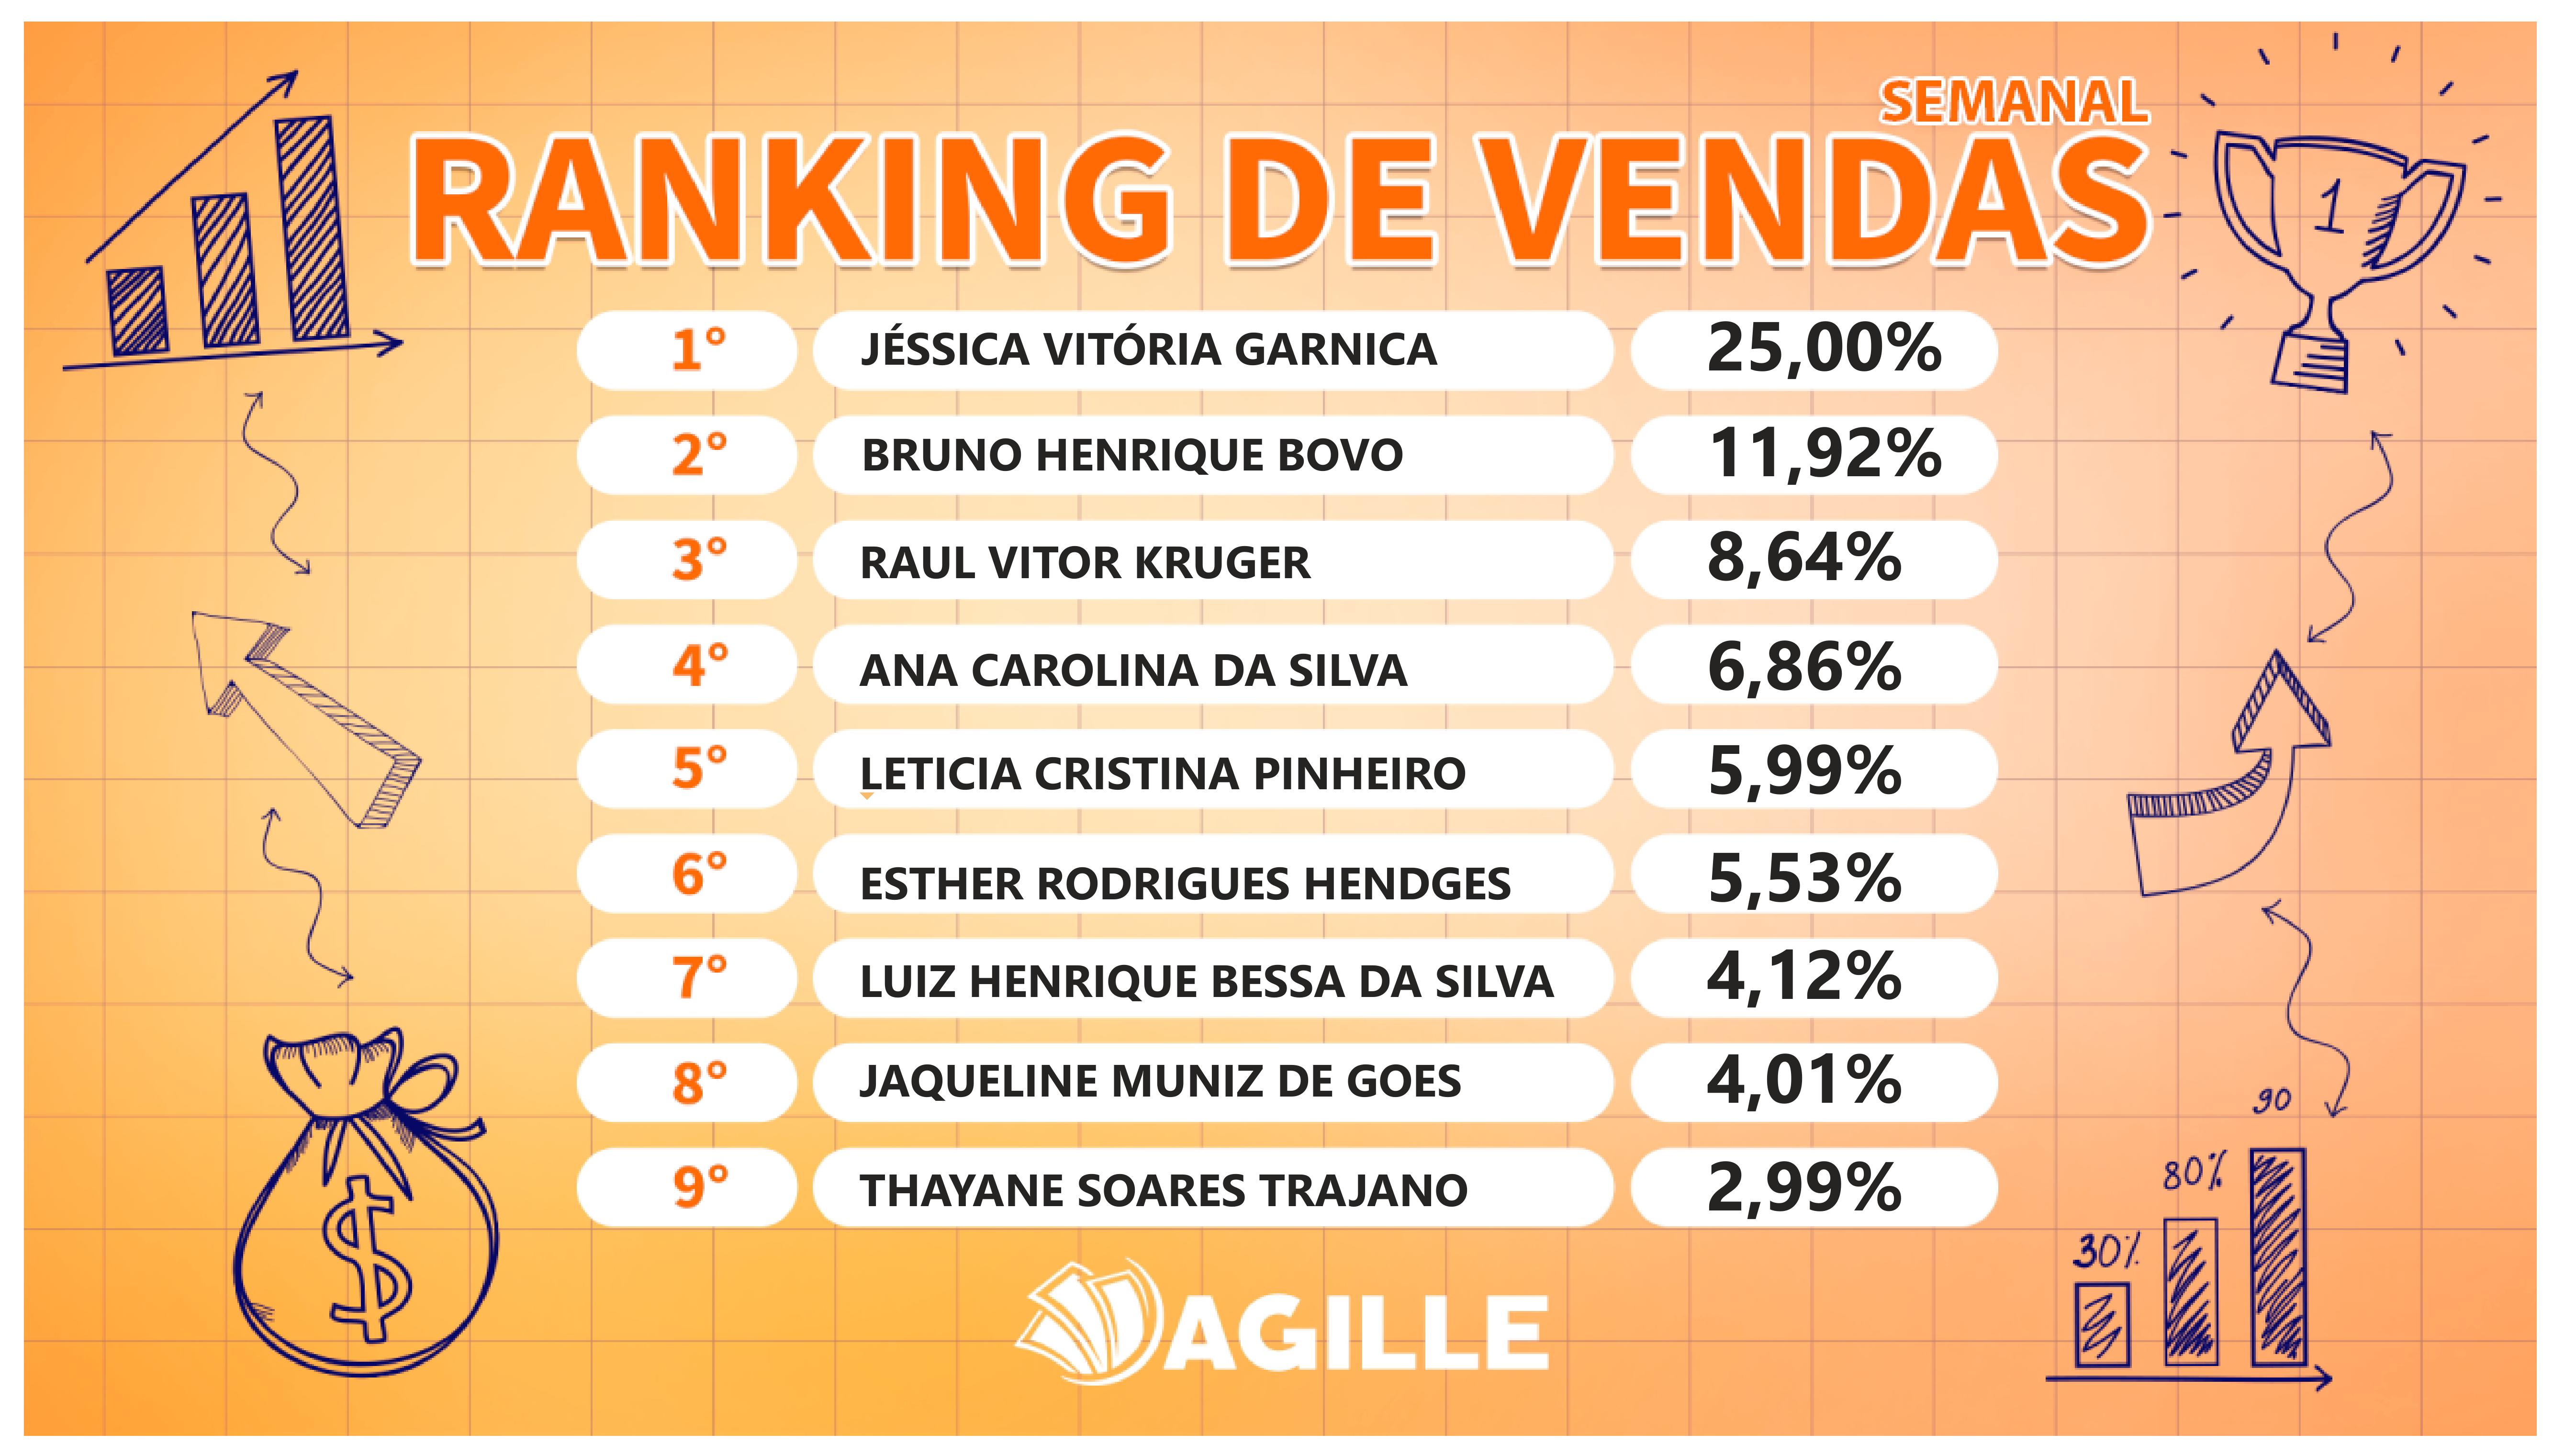 SEMANAL
RANKING DE VENDAS
1
1° JÉSSICA VITÓRIA GARNICA 25,00%
2° BRUNO HENRIQUE BOVO 11,92%
3° RAUL VITOR KRUGER 8,64%
4° ANA CAROLINA DA SILVA 6,86%
5° LETICIA CRISTINA PINHEIRO 5,99%
6° ESTHER RODRIGUES HENDGES 5,53%
7° LUIZ HENRIQUE BESSA DA SILVA 4,12%
8° JAQUELINE MUNIZ DE GOES 4,01%
9° THAYANE SOARES TRAJANO 2,99%
$
30% 80% 90
AGILLE